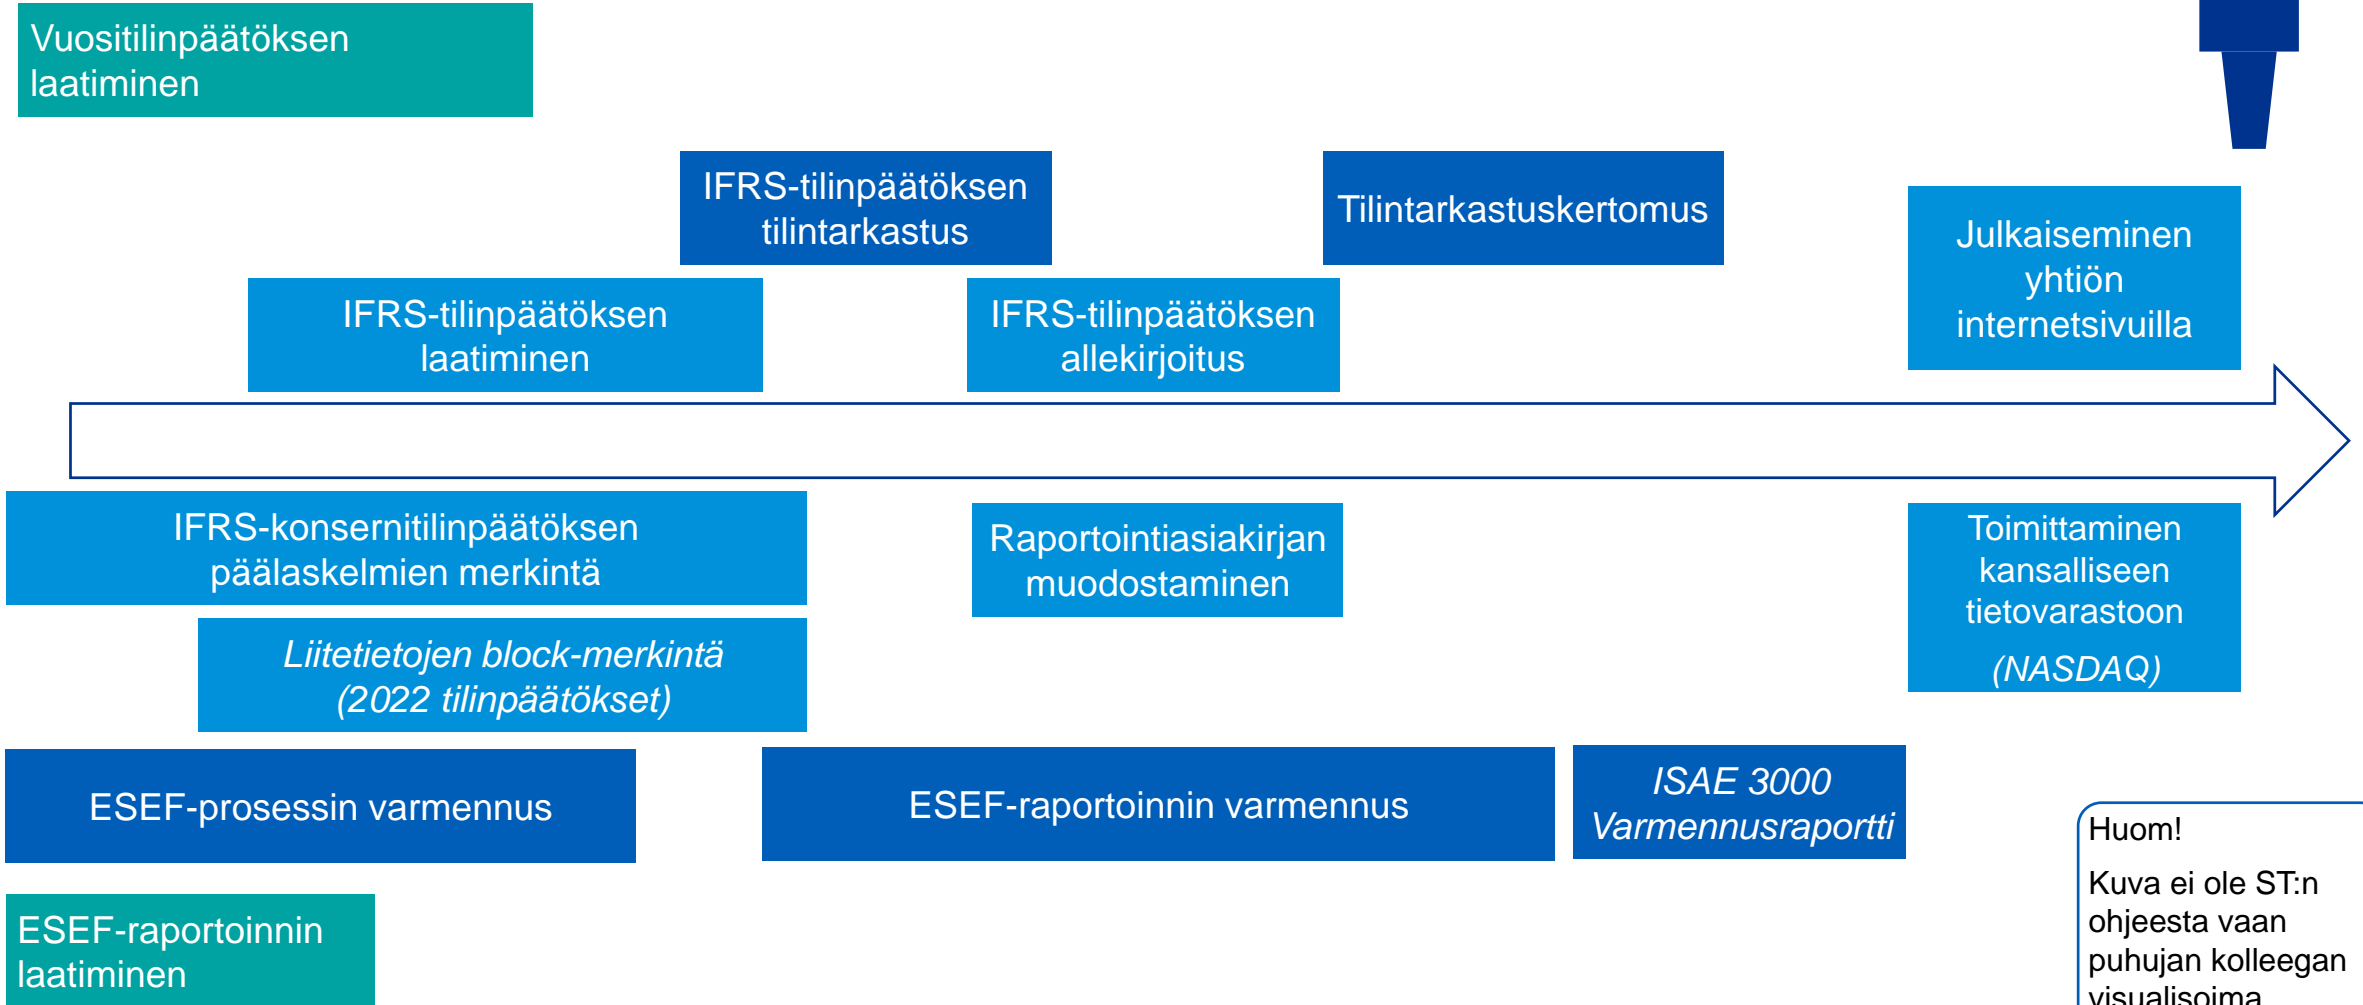 Vuositilinpäätöksen
laatiminen
IFRS-tilinpäätöksen
tilintarkastus
Tilintarkastuskertomus
Julkaiseminen
yhtiön
internetsivuilla
IFRS-tilinpäätöksen
laatiminen
IFRS-tilinpäätöksen
allekirjoitus
IFRS-konsernitilinpäätöksen
päälaskelmien merkintä
Raportointiasiakirjan
muodostaminen
Toimittaminen
kansalliseen
tietovarastoon
(NASDAQ)
Liitetietojen block-merkintä
(2022 tilinpäätökset)
ESEF-prosessin varmennus
ESEF-raportoinnin varmennus
ISAE 3000
Varmennusraportti
Huom!
Kuva ei ole ST:n
ohjeesta vaan
puhujan kolleegan
visualisoima
ESEF-raportoinnin
laatiminen